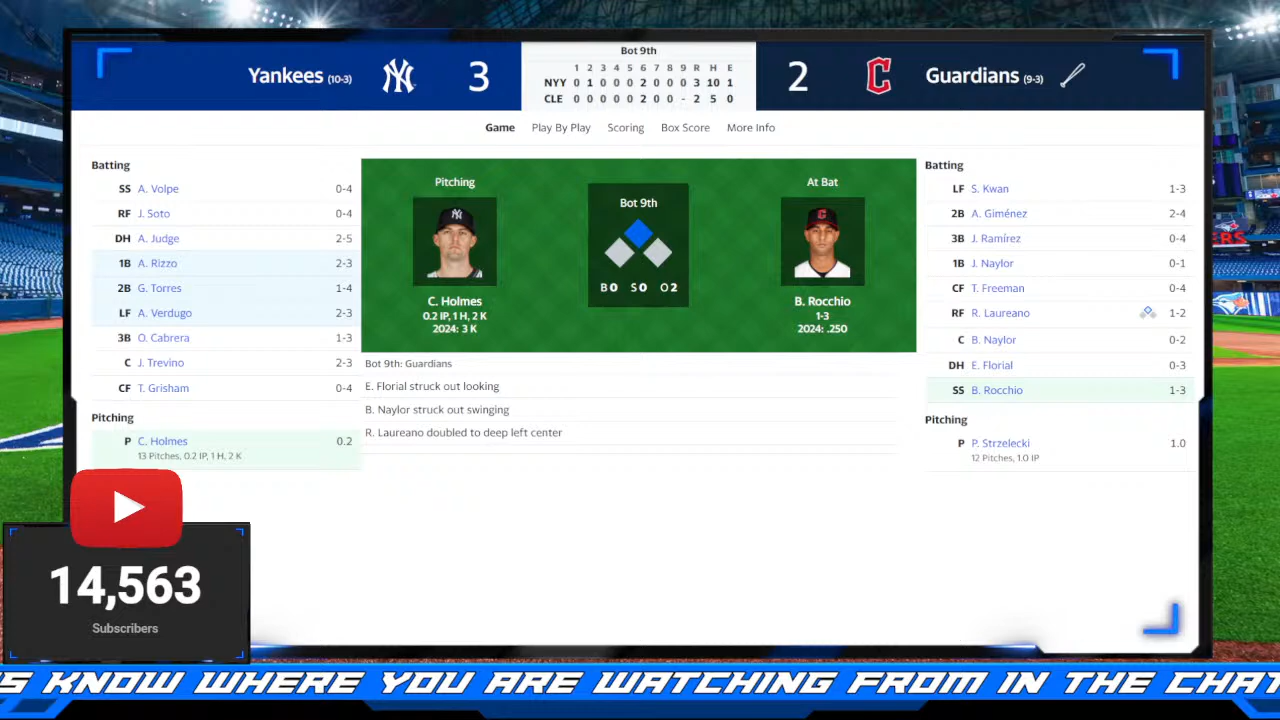 Yankees (10-3) NY 3
Bot 9th
1 2 3 4 5 6 7 8 9 R H E
NYY 0 1 0 0 0 2 0 0 0 3 10 1
CLE 0 0 0 0 0 2 0 0 - 2 5 0
2 C Guardians (9-3)
Game Play By Play Scoring Box Score More Info
Batting
SS A. Volpe 0-4
RF J. Soto 0-4
DH A. Judge 2-5
1B A. Rizzo 2-3
2B G. Torres 1-4
LF A. Verdugo 2-3
3B O. Cabrera 1-3
C J. Trevino 2-3
CF T. Grisham 0-4
Pitching
P C. Holmes 0.2
13 Pitches, 0.2 IP, 1 H, 2 K
Pitching
C. Holmes
0.2 IP, 1 H, 2 K
2024: 3 K
Bot 9th
B 0 S 0 O 2
At Bat
B. Rocchio
1-3
2024: .250
Bot 9th: Guardians
E. Florial struck out looking
B. Naylor struck out swinging
R. Laureano doubled to deep left center
Batting
LF S. Kwan 1-3
2B A. Giménez 2-4
3B J. Ramírez 0-4
1B J. Naylor 0-1
CF T. Freeman 0-4
RF R. Laureano 1-2
C B. Naylor 0-2
DH E. Florial 0-3
SS B. Rocchio 1-3
Pitching
P P. Strzelecki 1.0
12 Pitches, 1.0 IP
14,563
Subscribers
S KNOW WHERE YOU ARE WATCHING FROM IN THE CHAT